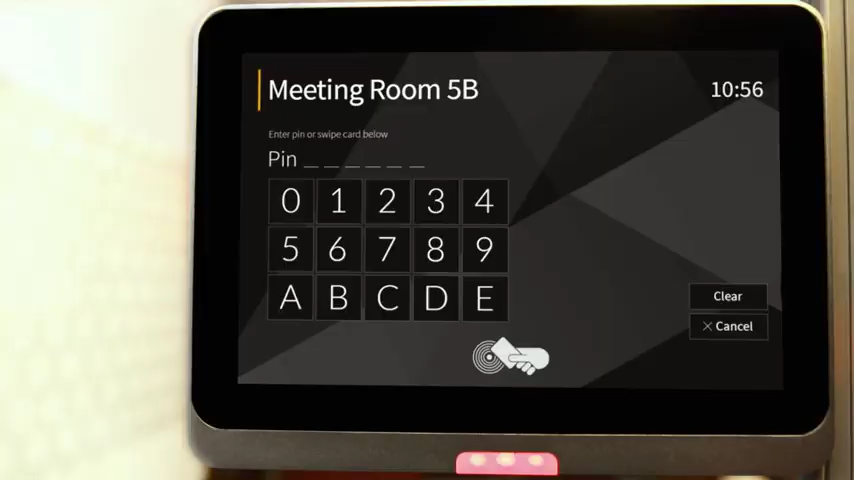 Meeting Room 5B
10:56
Enter pin or swipe card below
Pin _ _ _ _ _ _
0 1 2 3 4
5 6 7 8 9
A B C D E
Clear
× Cancel